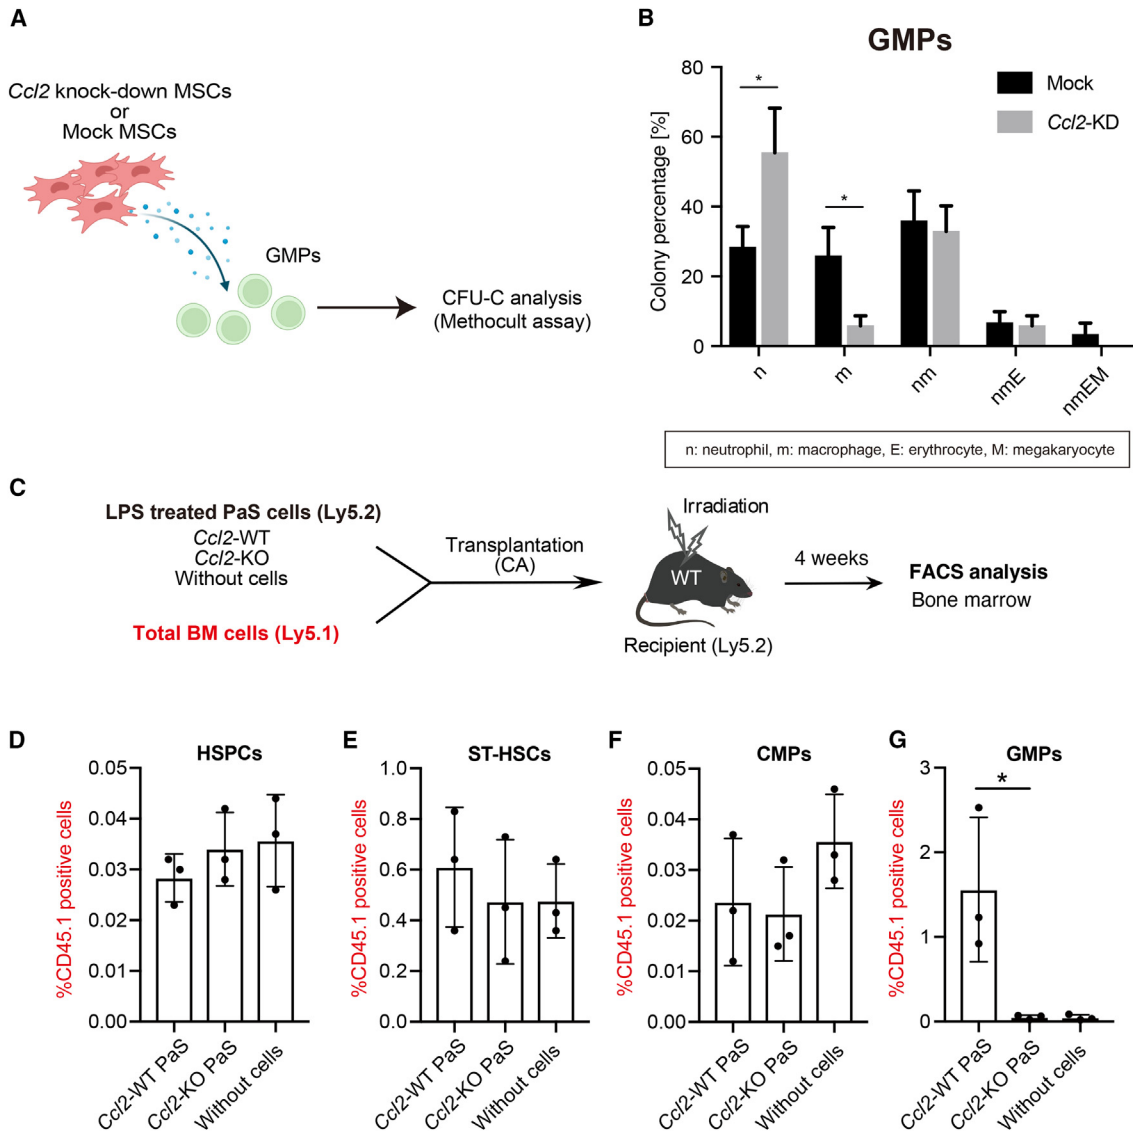 A
Ccl2 knock-down MSCs
or
Mock MSCs
GMPs
CFU-C analysis
(Methocult assay)
B
GMPs
Colony percentage [%]
80
60
40
20
0
*
*
Mock
Ccl2-KD
n
m
nm
nmE
nmEM
n: neutrophil, m: macrophage, E: erythrocyte, M: megakaryocyte
C
LPS treated PaS cells (Ly5.2)
Ccl2-WT
Ccl2-KO
Without cells
Total BM cells (Ly5.1)
Transplantation
(CA)
Irradiation
WT
Recipient (Ly5.2)
4 weeks
FACS analysis
Bone marrow
D
HSPCs
%CD45.1 positive cells
0.05
0.04
0.03
0.02
0.01
0.00
Ccl2-WT PaS
Ccl2-KO PaS
Without cells
E
ST-HSCs
%CD45.1 positive cells
1.0
0.8
0.6
0.4
0.2
0.0
Ccl2-WT PaS
Ccl2-KO PaS
Without cells
F
CMPs
%CD45.1 positive cells
0.05
0.04
0.03
0.02
0.01
0.00
Ccl2-WT PaS
Ccl2-KO PaS
Without cells
G
GMPs
%CD45.1 positive cells
3
2
1
0
*
Ccl2-WT PaS
Ccl2-KO PaS
Without cells